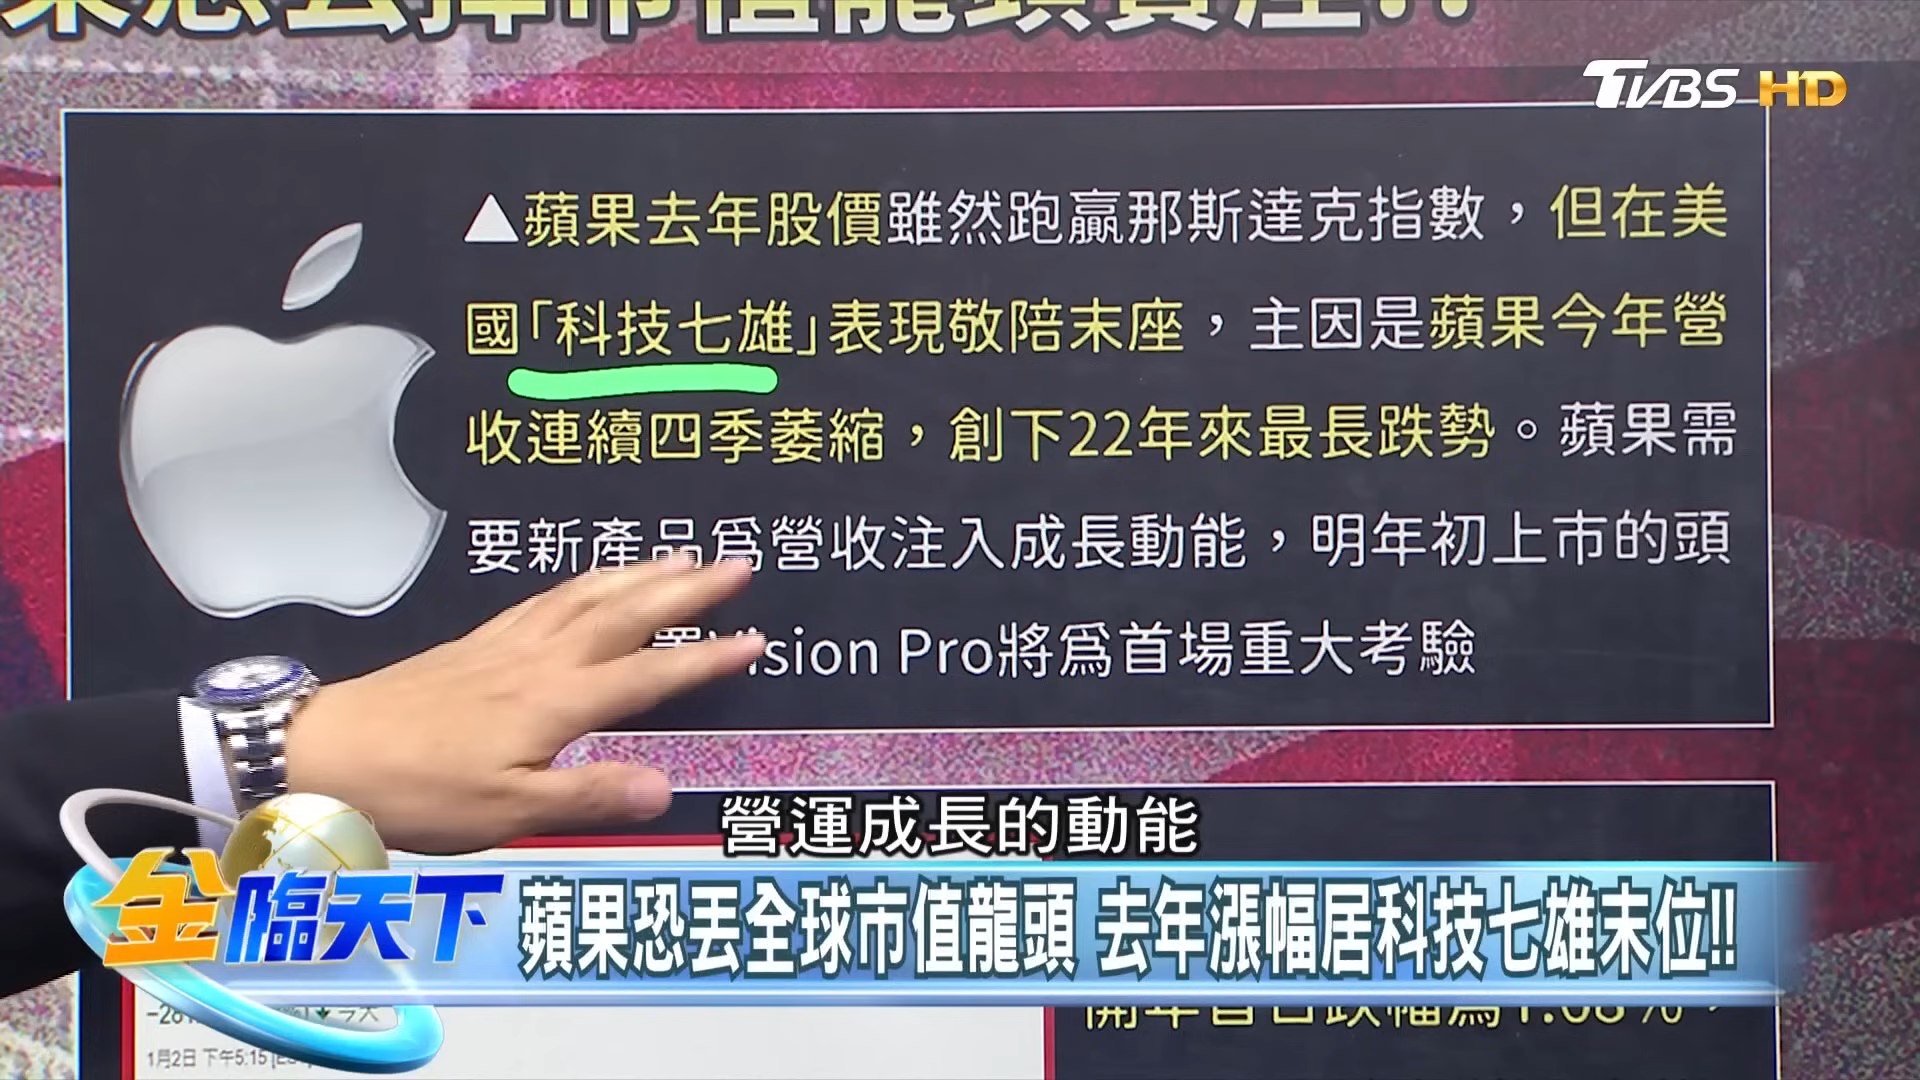 TVBS HD
▲蘋果去年股價雖然跑贏那斯達克指數，但在美
國「科技七雄」表現敬陪末座，主因是蘋果今年營
收連續四季萎縮，創下22年來最長跌勢。蘋果需
要新產品為營收注入成長動能，明年初上市的頭
Vision Pro將為首場重大考驗
營運成長的動能
金臨天下
蘋果恐丟全球市值龍頭 去年漲幅居科技七雄末位!!
今天
1月2日 下午5:15